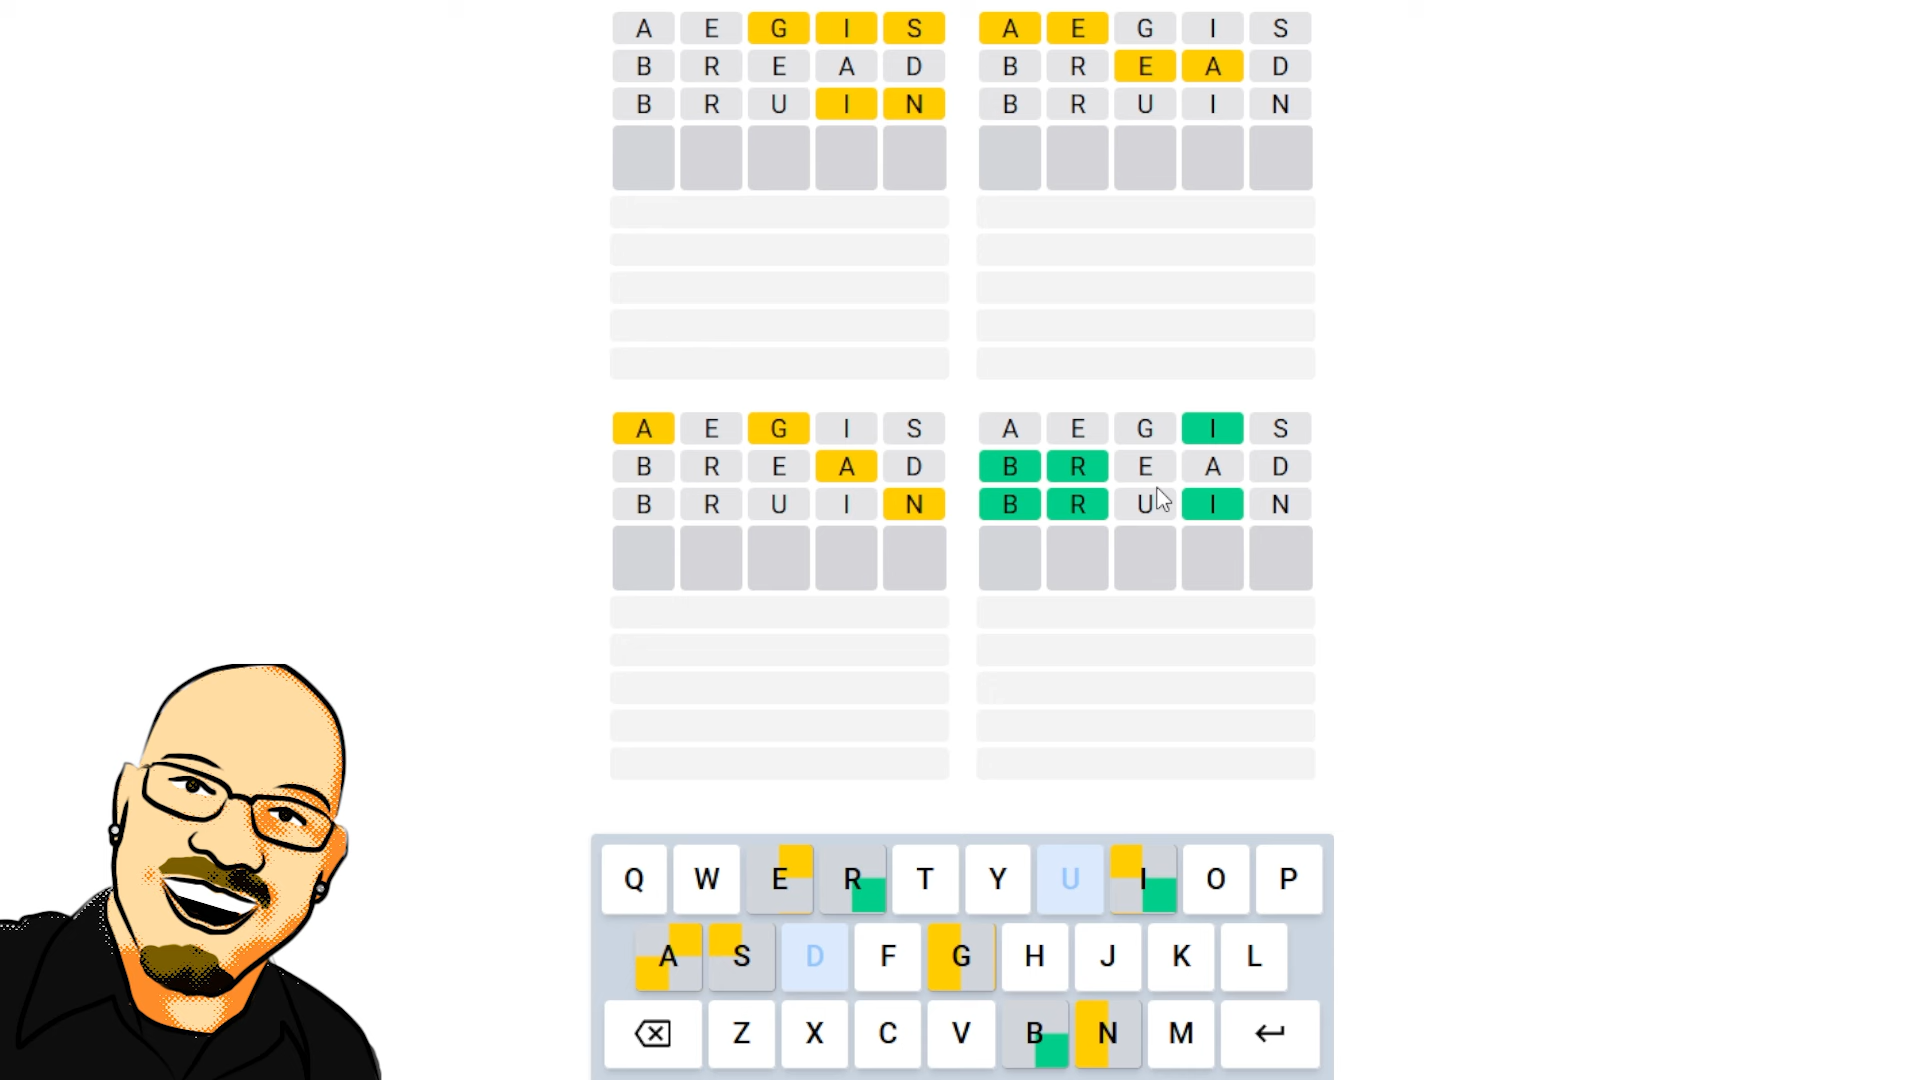 A E G I S A E G I S
B R E A D B R E A D
B R U I N B R U I N
A E G I S A E G I S
B R E A D B R E A D
B R U I N B R U I N
Q W E R T Y U I O P
A S D F G H J K L
Z X C V B N M